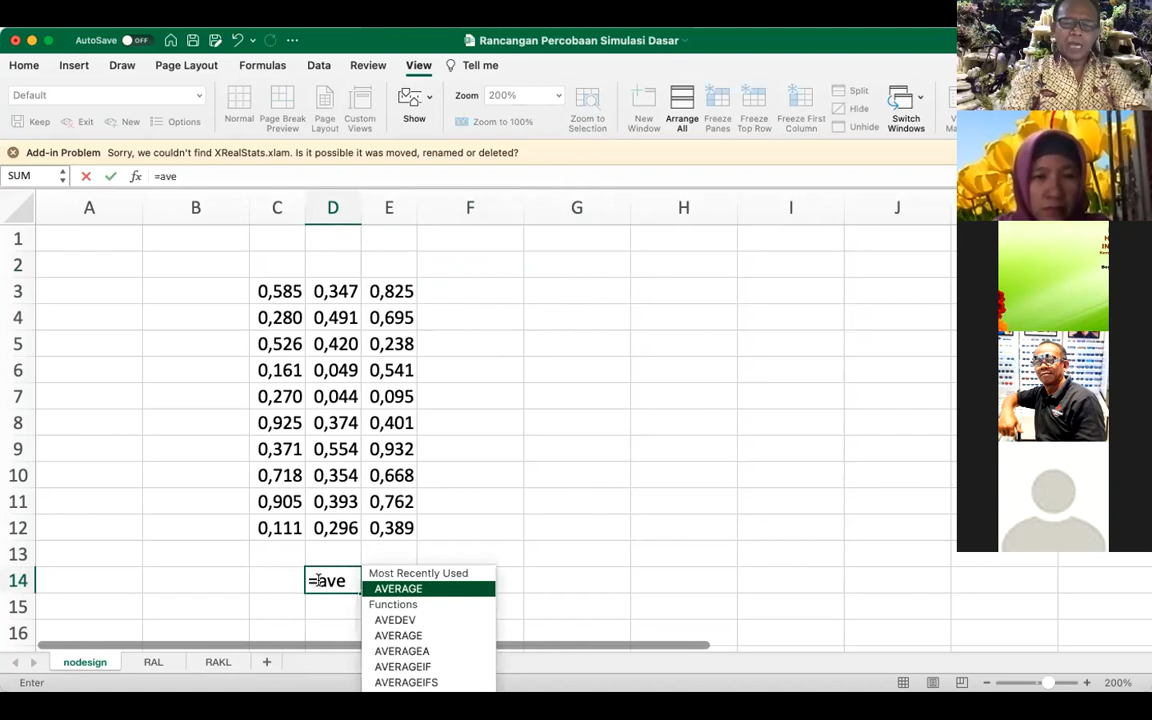 AutoSave OFF
Rancangan Percobaan Simulasi Dasar
Home Insert Draw Page Layout Formulas Data Review View Tell me
Default
Keep Exit New Options
Normal Page Break Preview Page Layout Custom Views
Show
Zoom 200%
Zoom to 100%
Zoom to Selection
New Window Arrange All Freeze Panes Freeze Top Row Freeze First Column
Split
Hide
Unhide
Switch Windows
Add-in Problem Sorry, we couldn't find XRealStats.xlam. Is it possible it was moved, renamed or deleted?
SUM fx =ave
A B C D E F G H I J
1
2
3 0,585 0,347 0,825
4 0,280 0,491 0,695
5 0,526 0,420 0,238
6 0,161 0,049 0,541
7 0,270 0,044 0,095
8 0,925 0,374 0,401
9 0,371 0,554 0,932
10 0,718 0,354 0,668
11 0,905 0,393 0,762
12 0,111 0,296 0,389
13
14 =ave
15
16
Most Recently Used
AVERAGE
Functions
AVEDEV
AVERAGE
AVERAGEA
AVERAGEIF
AVERAGEIFS
nodesign RAL RAKL
Enter 200%